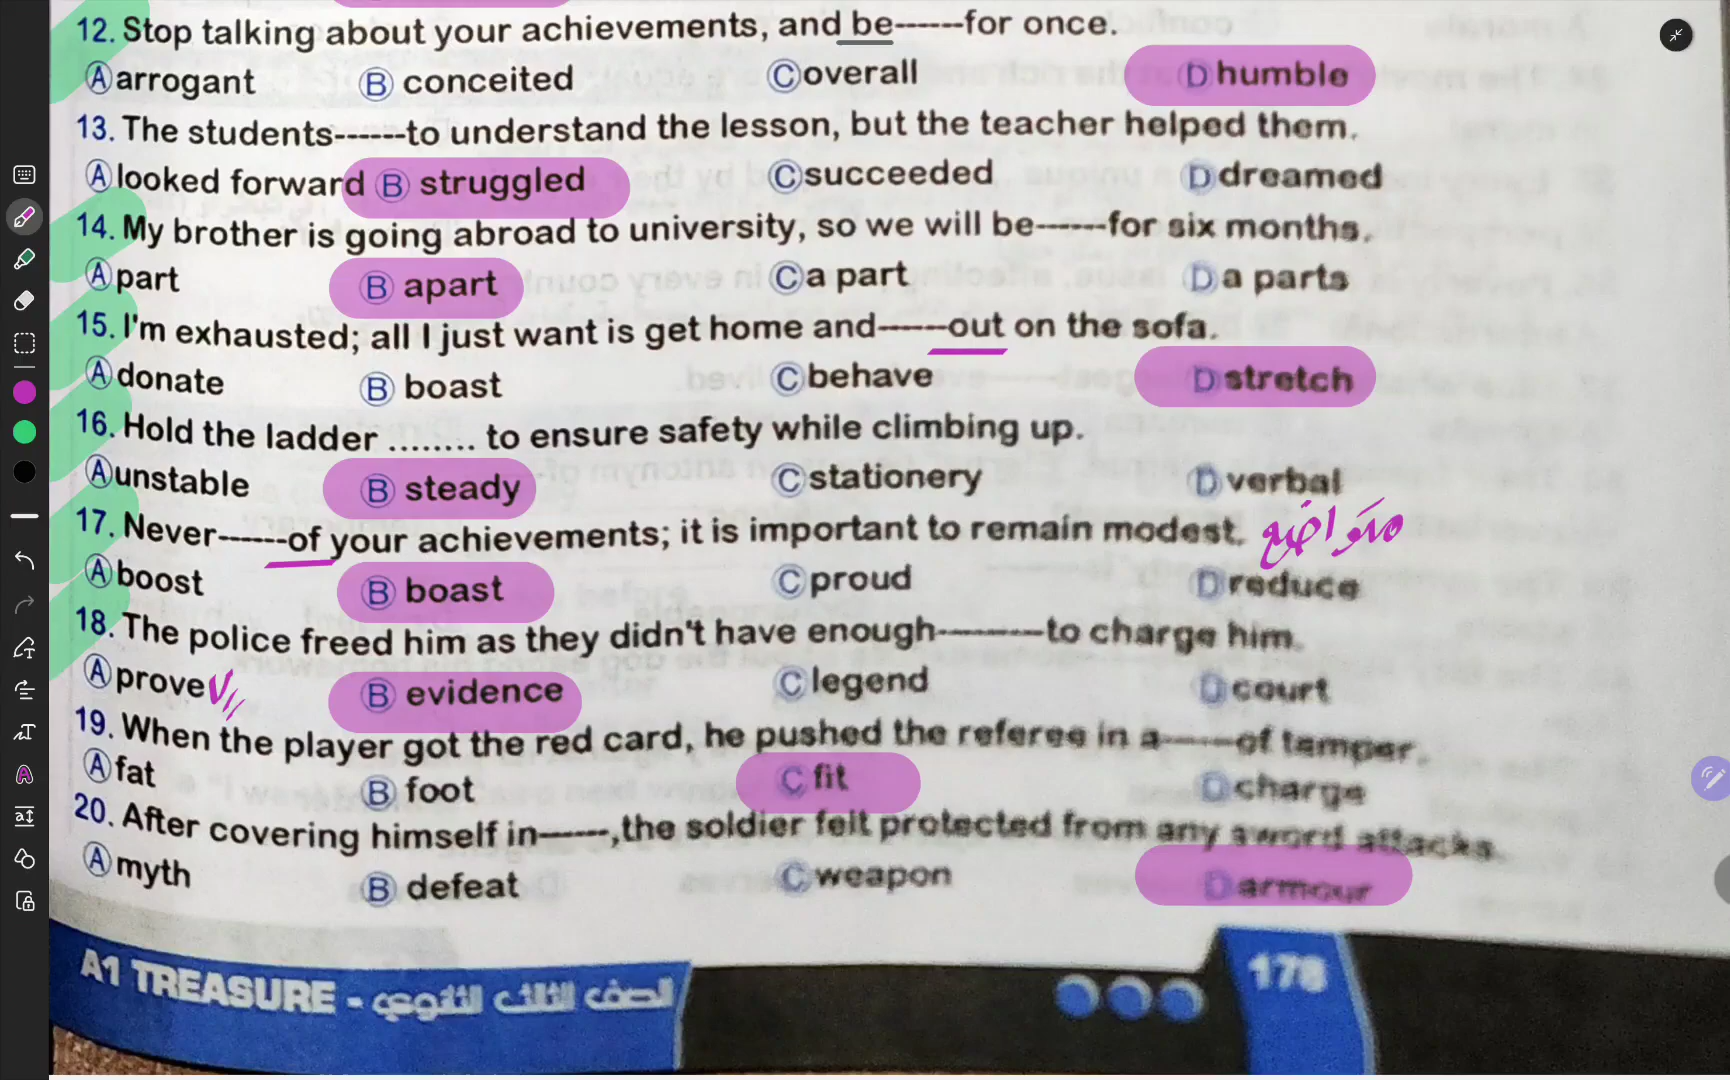 12. Stop talking about your achievements, and be------for once.
A arrogant B conceited C overall D humble
13. The students------to understand the lesson, but the teacher helped them.
A looked forward B struggled C succeeded D dreamed
14. My brother is going abroad to university, so we will be------for six months.
A part B apart C a part D a parts
15. I'm exhausted; all I just want is get home and------out on the sofa.
A donate B boast C behave D stretch
16. Hold the ladder ........ to ensure safety while climbing up.
A unstable B steady C stationery D verbal
17. Never------of your achievements; it is important to remain modest. متواضع
A boost B boast C proud D reduce
18. The police freed him as they didn't have enough---------to charge him.
A prove B evidence C legend D court
19. When the player got the red card, he pushed the referee in a------of temper.
A fat B foot C fit D charge
20. After covering himself in------,the soldier felt protected from any sword attacks.
A myth B defeat C weapon D armour
A1 TREASURE - الصف الثالث الثانوي
178